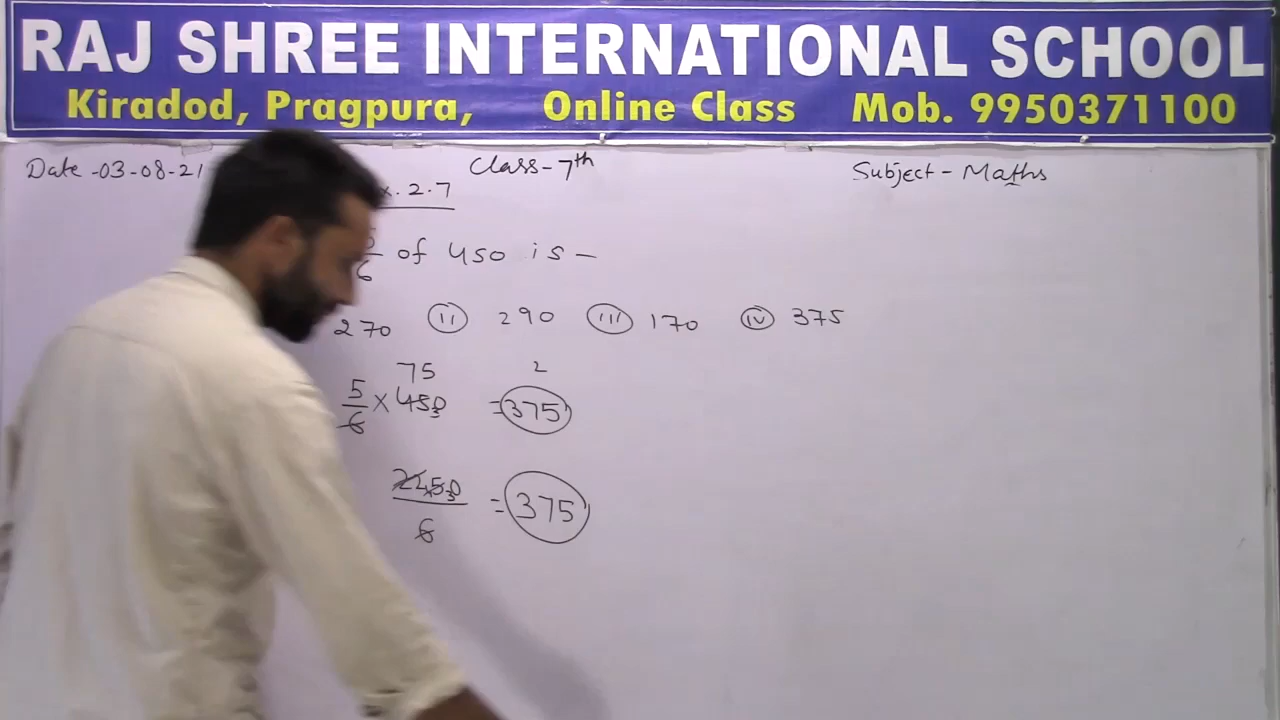 RAJ SHREE INTERNATIONAL SCHOOL
Kiradod, Pragpura, Online Class Mob. 9950371100
Date -03-08-21 Class-7th Subject - Maths
x. 2.7
6 of 450 is -
270 (ii) 290 (iii) 170 (iv) 375
75 2
5/6 × 450 = 375
2250/6 = 375